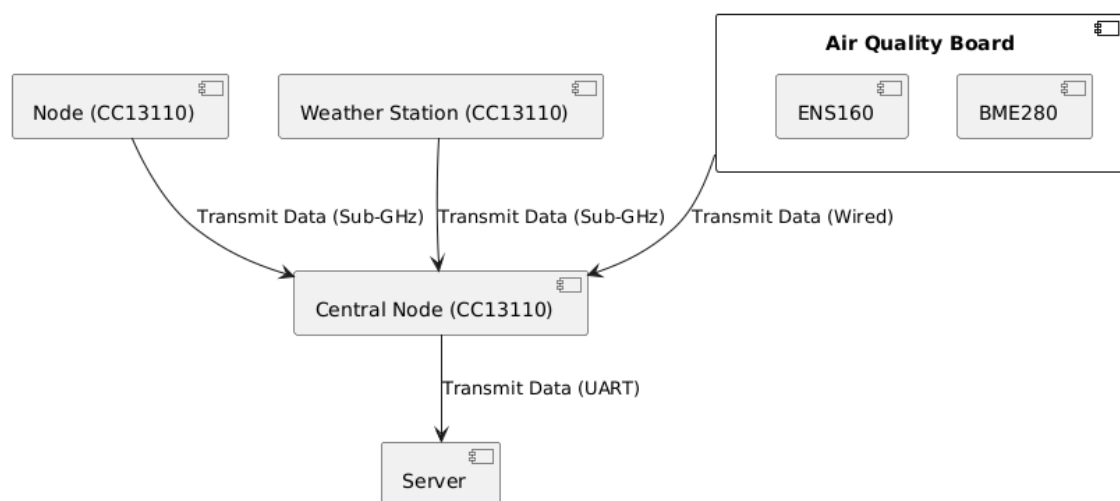 Air Quality Board
Node (CC13110)
Weather Station (CC13110)
ENS160
BME280
Transmit Data (Sub-GHz)
Transmit Data (Sub-GHz)
Transmit Data (Wired)
Central Node (CC13110)
Transmit Data (UART)
Server